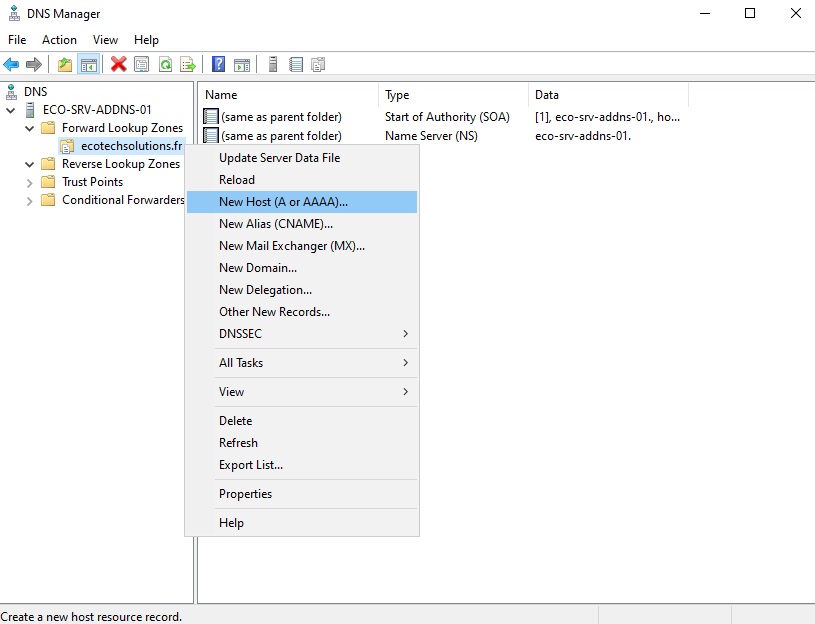 DNS Manager
File Action View Help
DNS
ECO-SRV-ADDNS-01
Forward Lookup Zones
ecotechsolutions.fr
Reverse Lookup Zones
Trust Points
Conditional Forwarders
Name Type Data
(same as parent folder) Start of Authority (SOA) [1], eco-srv-addns-01., ho...
(same as parent folder) Name Server (NS) eco-srv-addns-01.
Update Server Data File
Reload
New Host (A or AAAA)...
New Alias (CNAME)...
New Mail Exchanger (MX)...
New Domain...
New Delegation...
Other New Records...
DNSSEC
All Tasks
View
Delete
Refresh
Export List...
Properties
Help
Create a new host resource record.